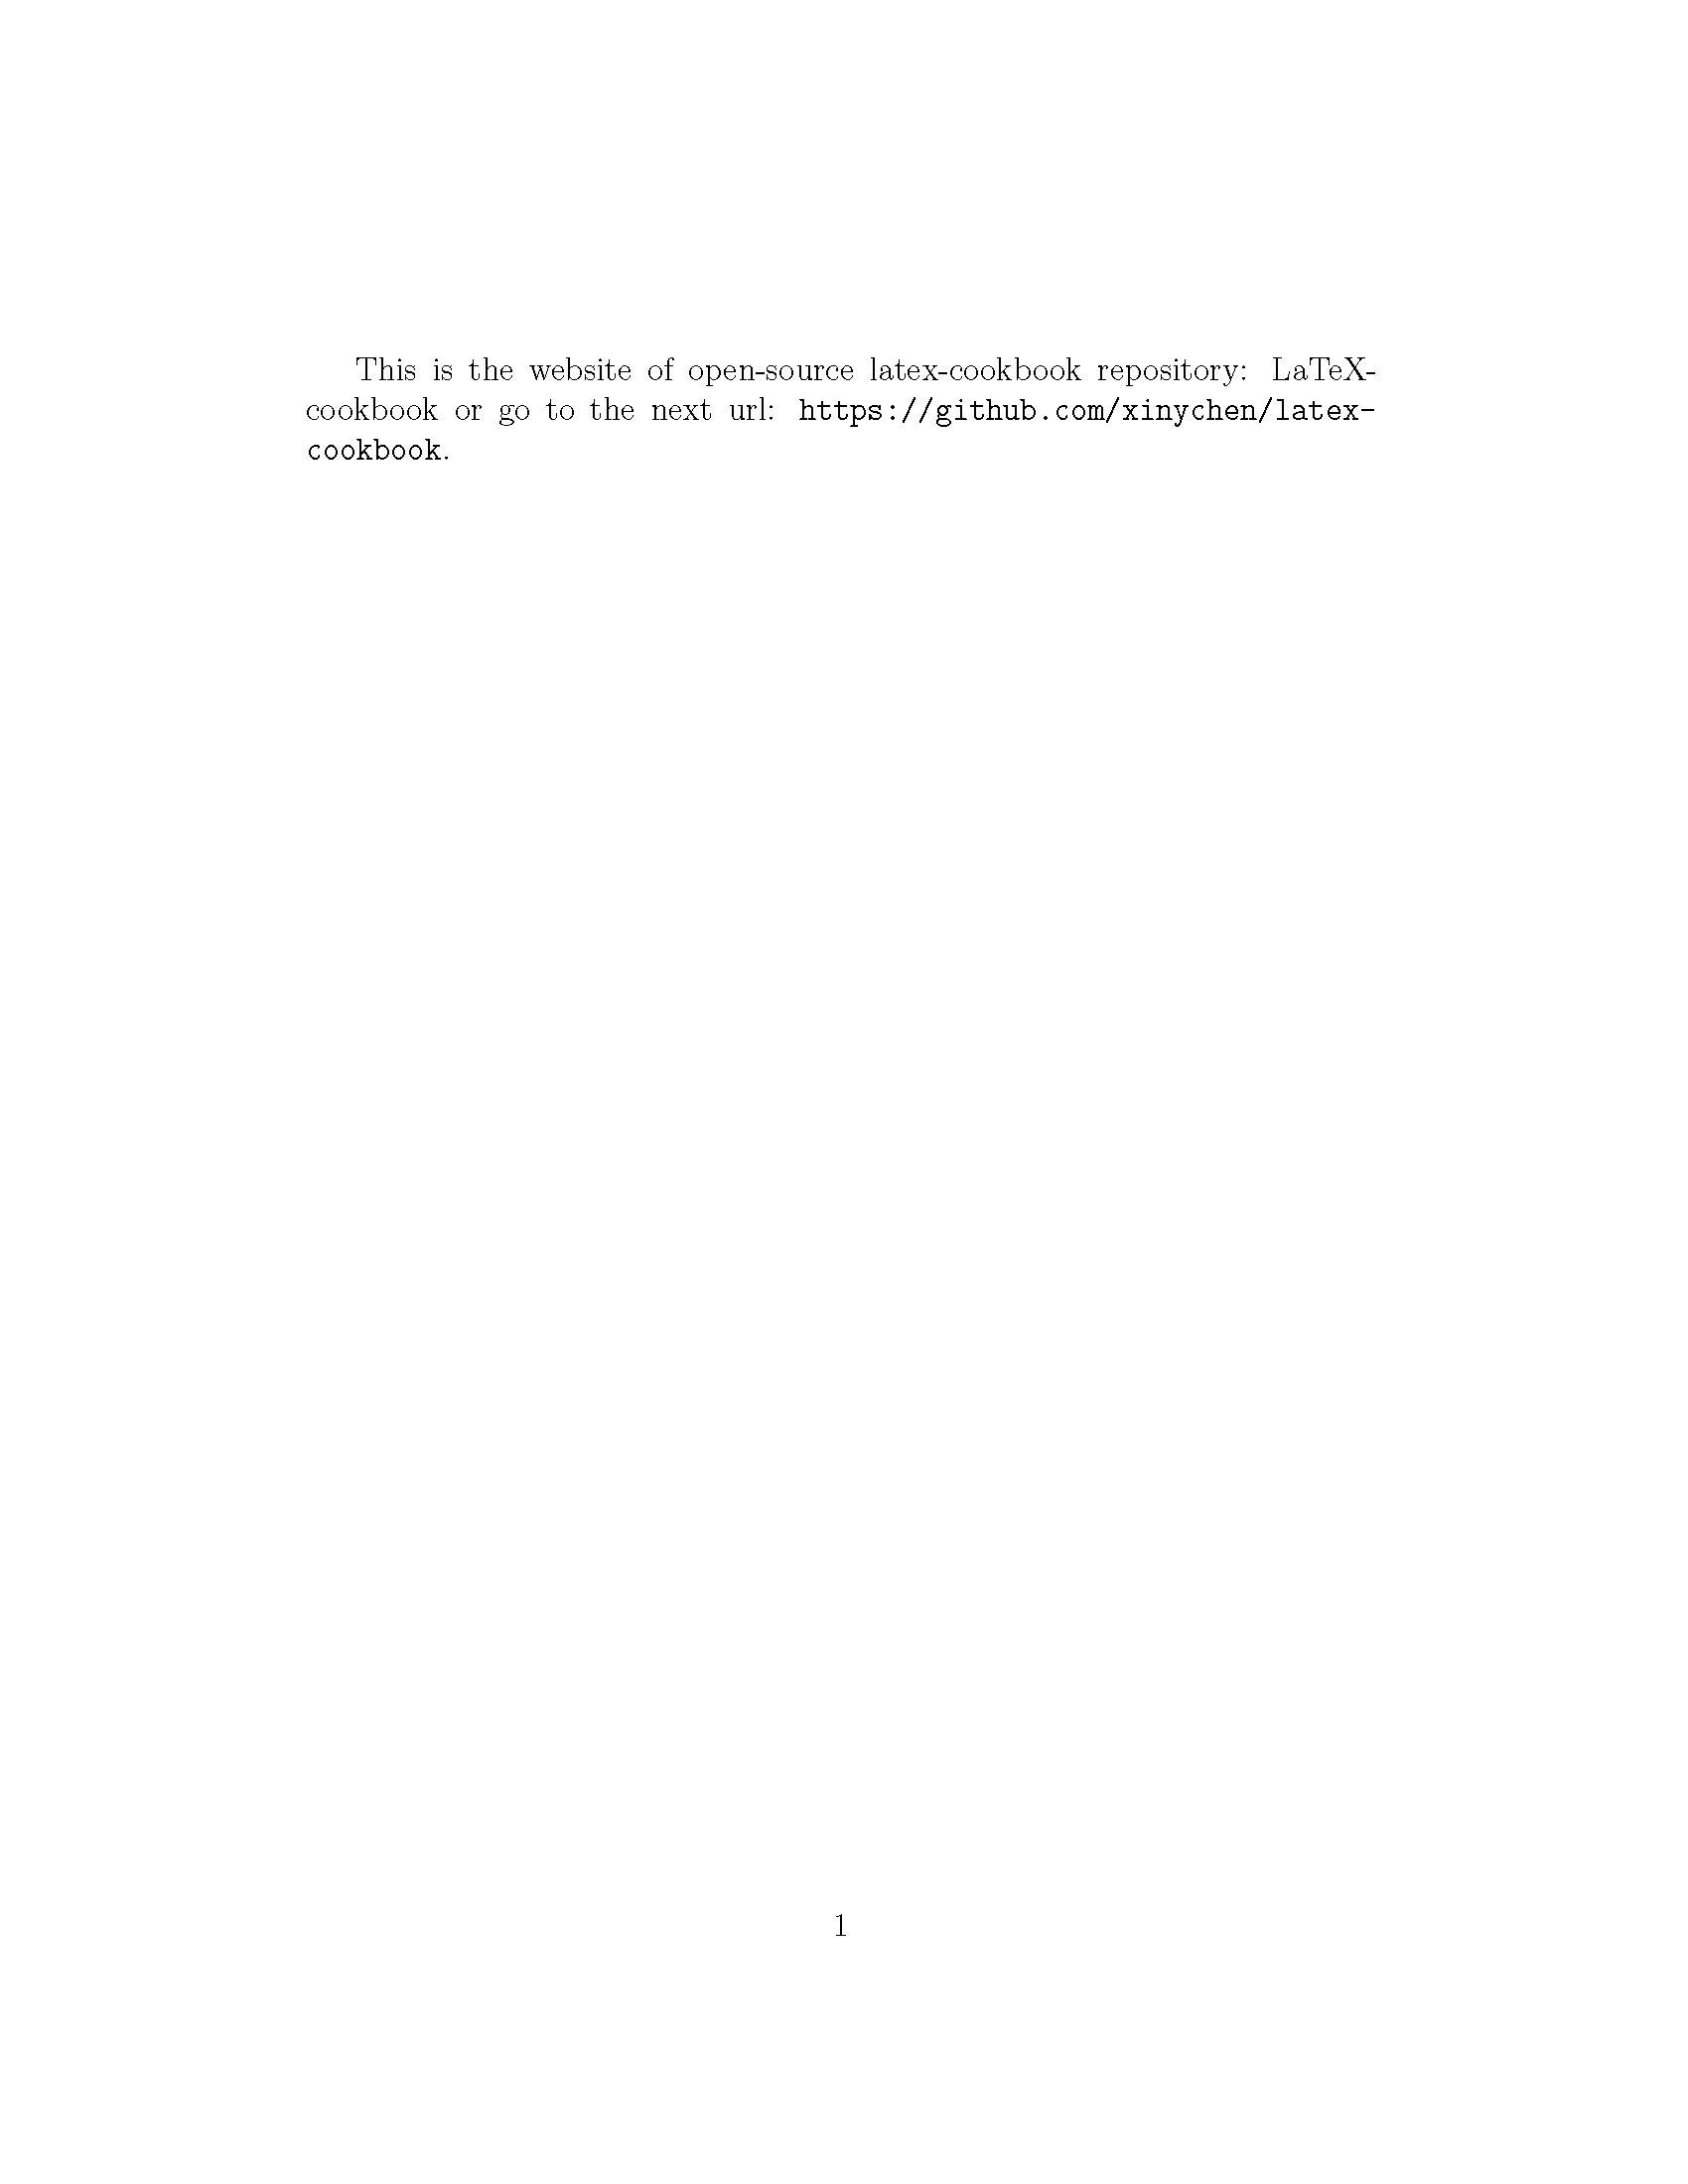 This is the website of open-source latex-cookbook repository: LaTeX-
cookbook or go to the next url: https://github.com/xinychen/latex-
cookbook.
1